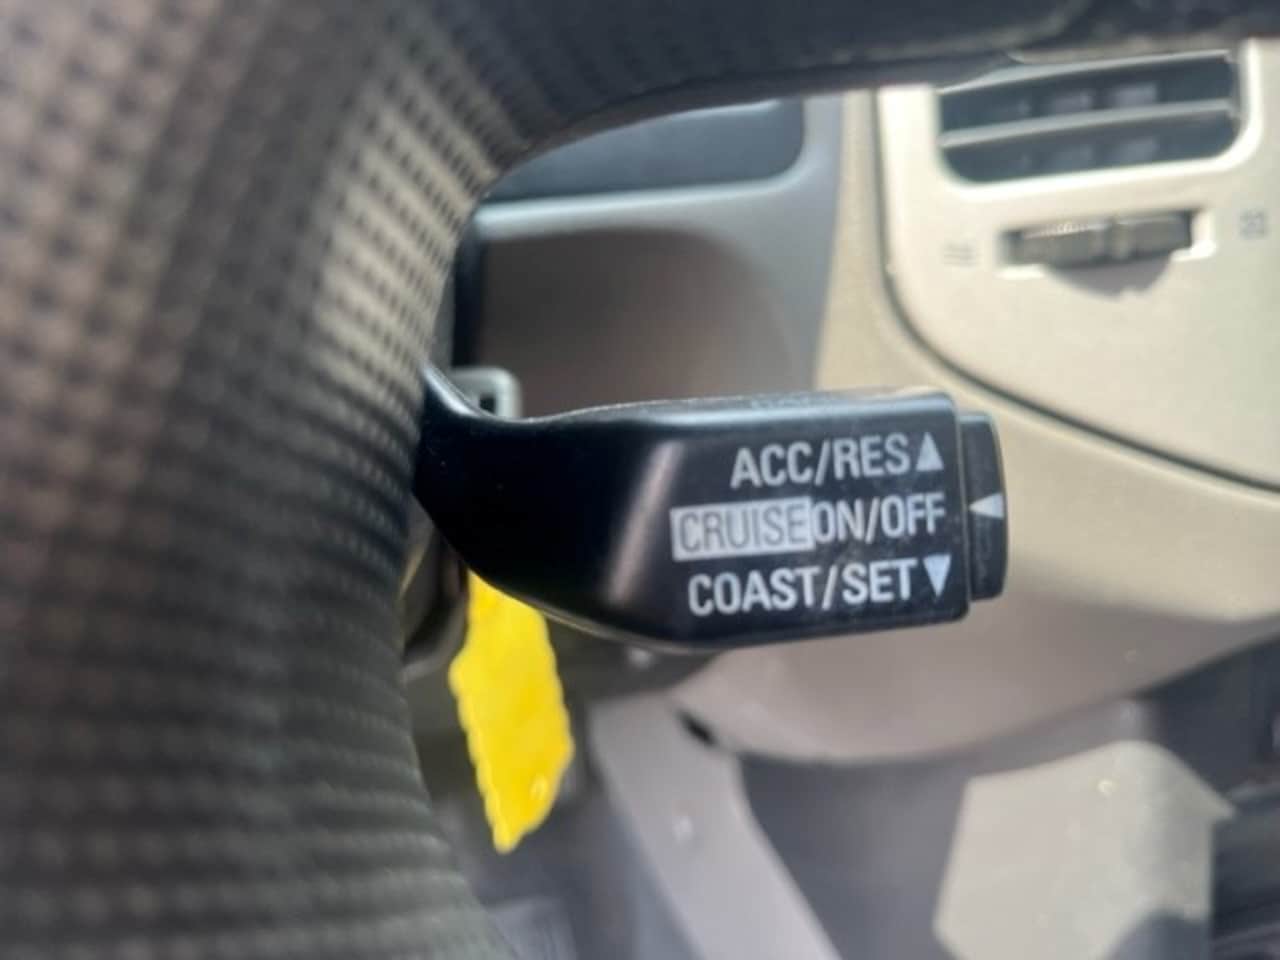 ACC/RES▲
CRUISE ON/OFF
COAST/SET▼